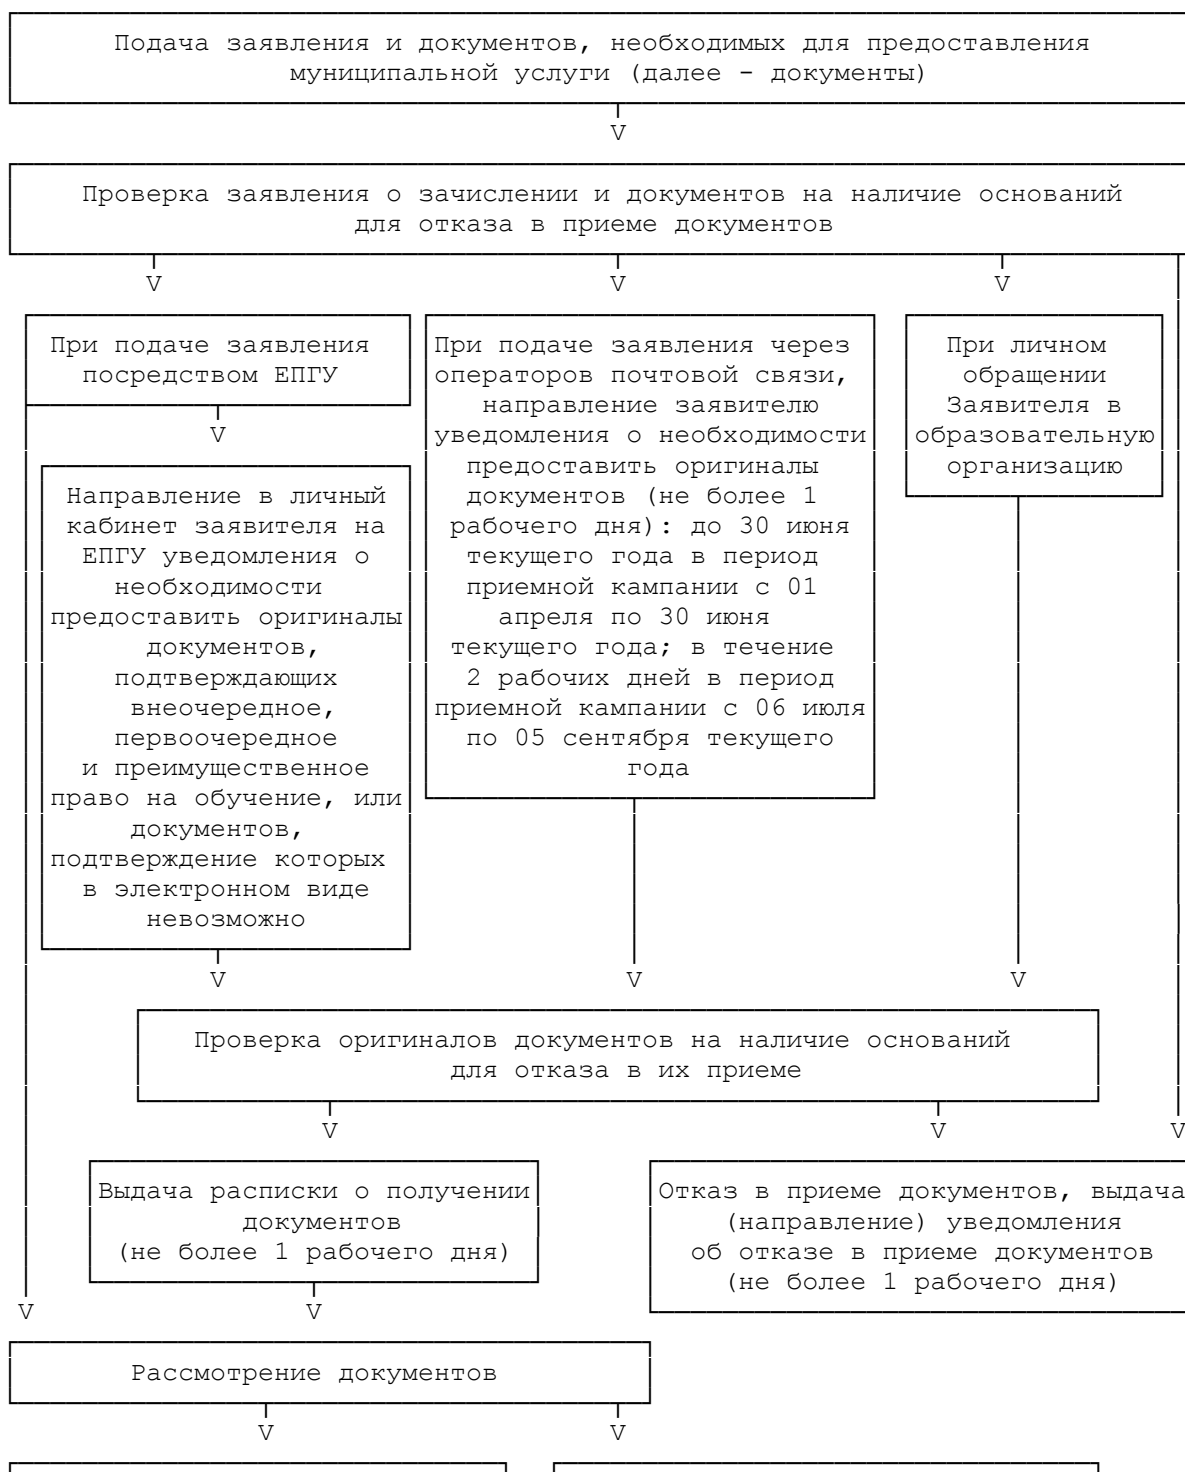 Подача заявления и документов, необходимых для предоставления
муниципальной услуги (далее - документы)
V
Проверка заявления о зачислении и документов на наличие оснований
для отказа в приеме документов
V V V
При подаче заявления
посредством ЕПГУ
V
Направление в личный
кабинет заявителя на
ЕПГУ уведомления о
необходимости
предоставить оригиналы
документов,
подтверждающих
внеочередное,
первоочередное
и преимущественное
право на обучение, или
документов,
подтверждение которых
в электронном виде
невозможно
При подаче заявления через
операторов почтовой связи,
направление заявителю
уведомления о необходимости
предоставить оригиналы
документов (не более 1
рабочего дня): до 30 июня
текущего года в период
приемной кампании с 01
апреля по 30 июня
текущего года; в течение
2 рабочих дней в период
приемной кампании с 06 июля
по 05 сентября текущего
года
При личном
обращении
Заявителя в
образовательную
организацию
V V V
Проверка оригиналов документов на наличие оснований
для отказа в их приеме
V V V
Выдача расписки о получении
документов
(не более 1 рабочего дня)
Отказ в приеме документов, выдача
(направление) уведомления
об отказе в приеме документов
(не более 1 рабочего дня)
V V
Рассмотрение документов
V V